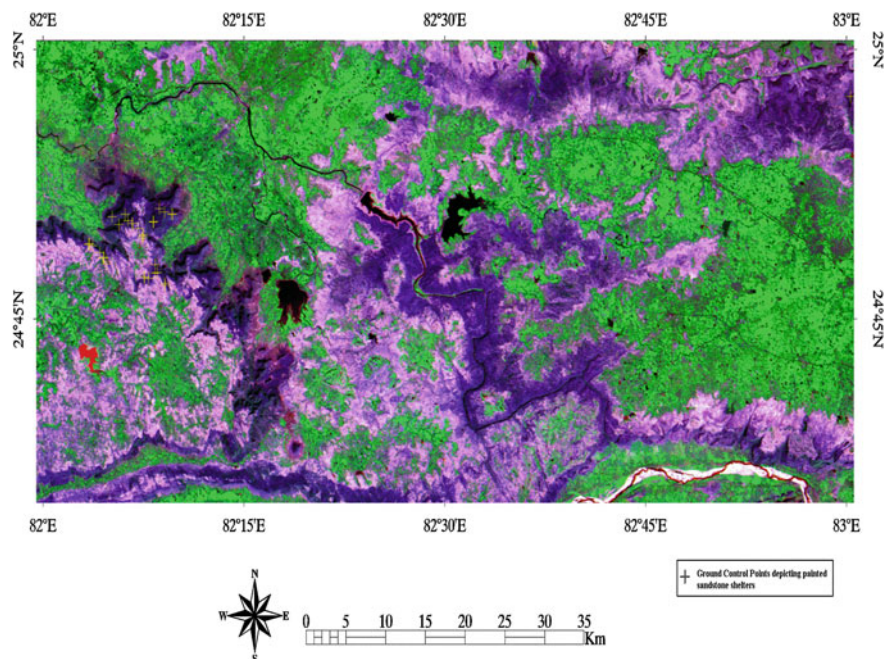 82°E 82°15'E 82°30'E 82°45'E 83°E
25°N 25°N
24°45'N 24°45'N
82°E 82°15'E 82°30'E 82°45'E 83°E
Ground Control Points depicting painted
sandstone shelters
N
W E
S
0 5 10 15 20 25 30 35
Km